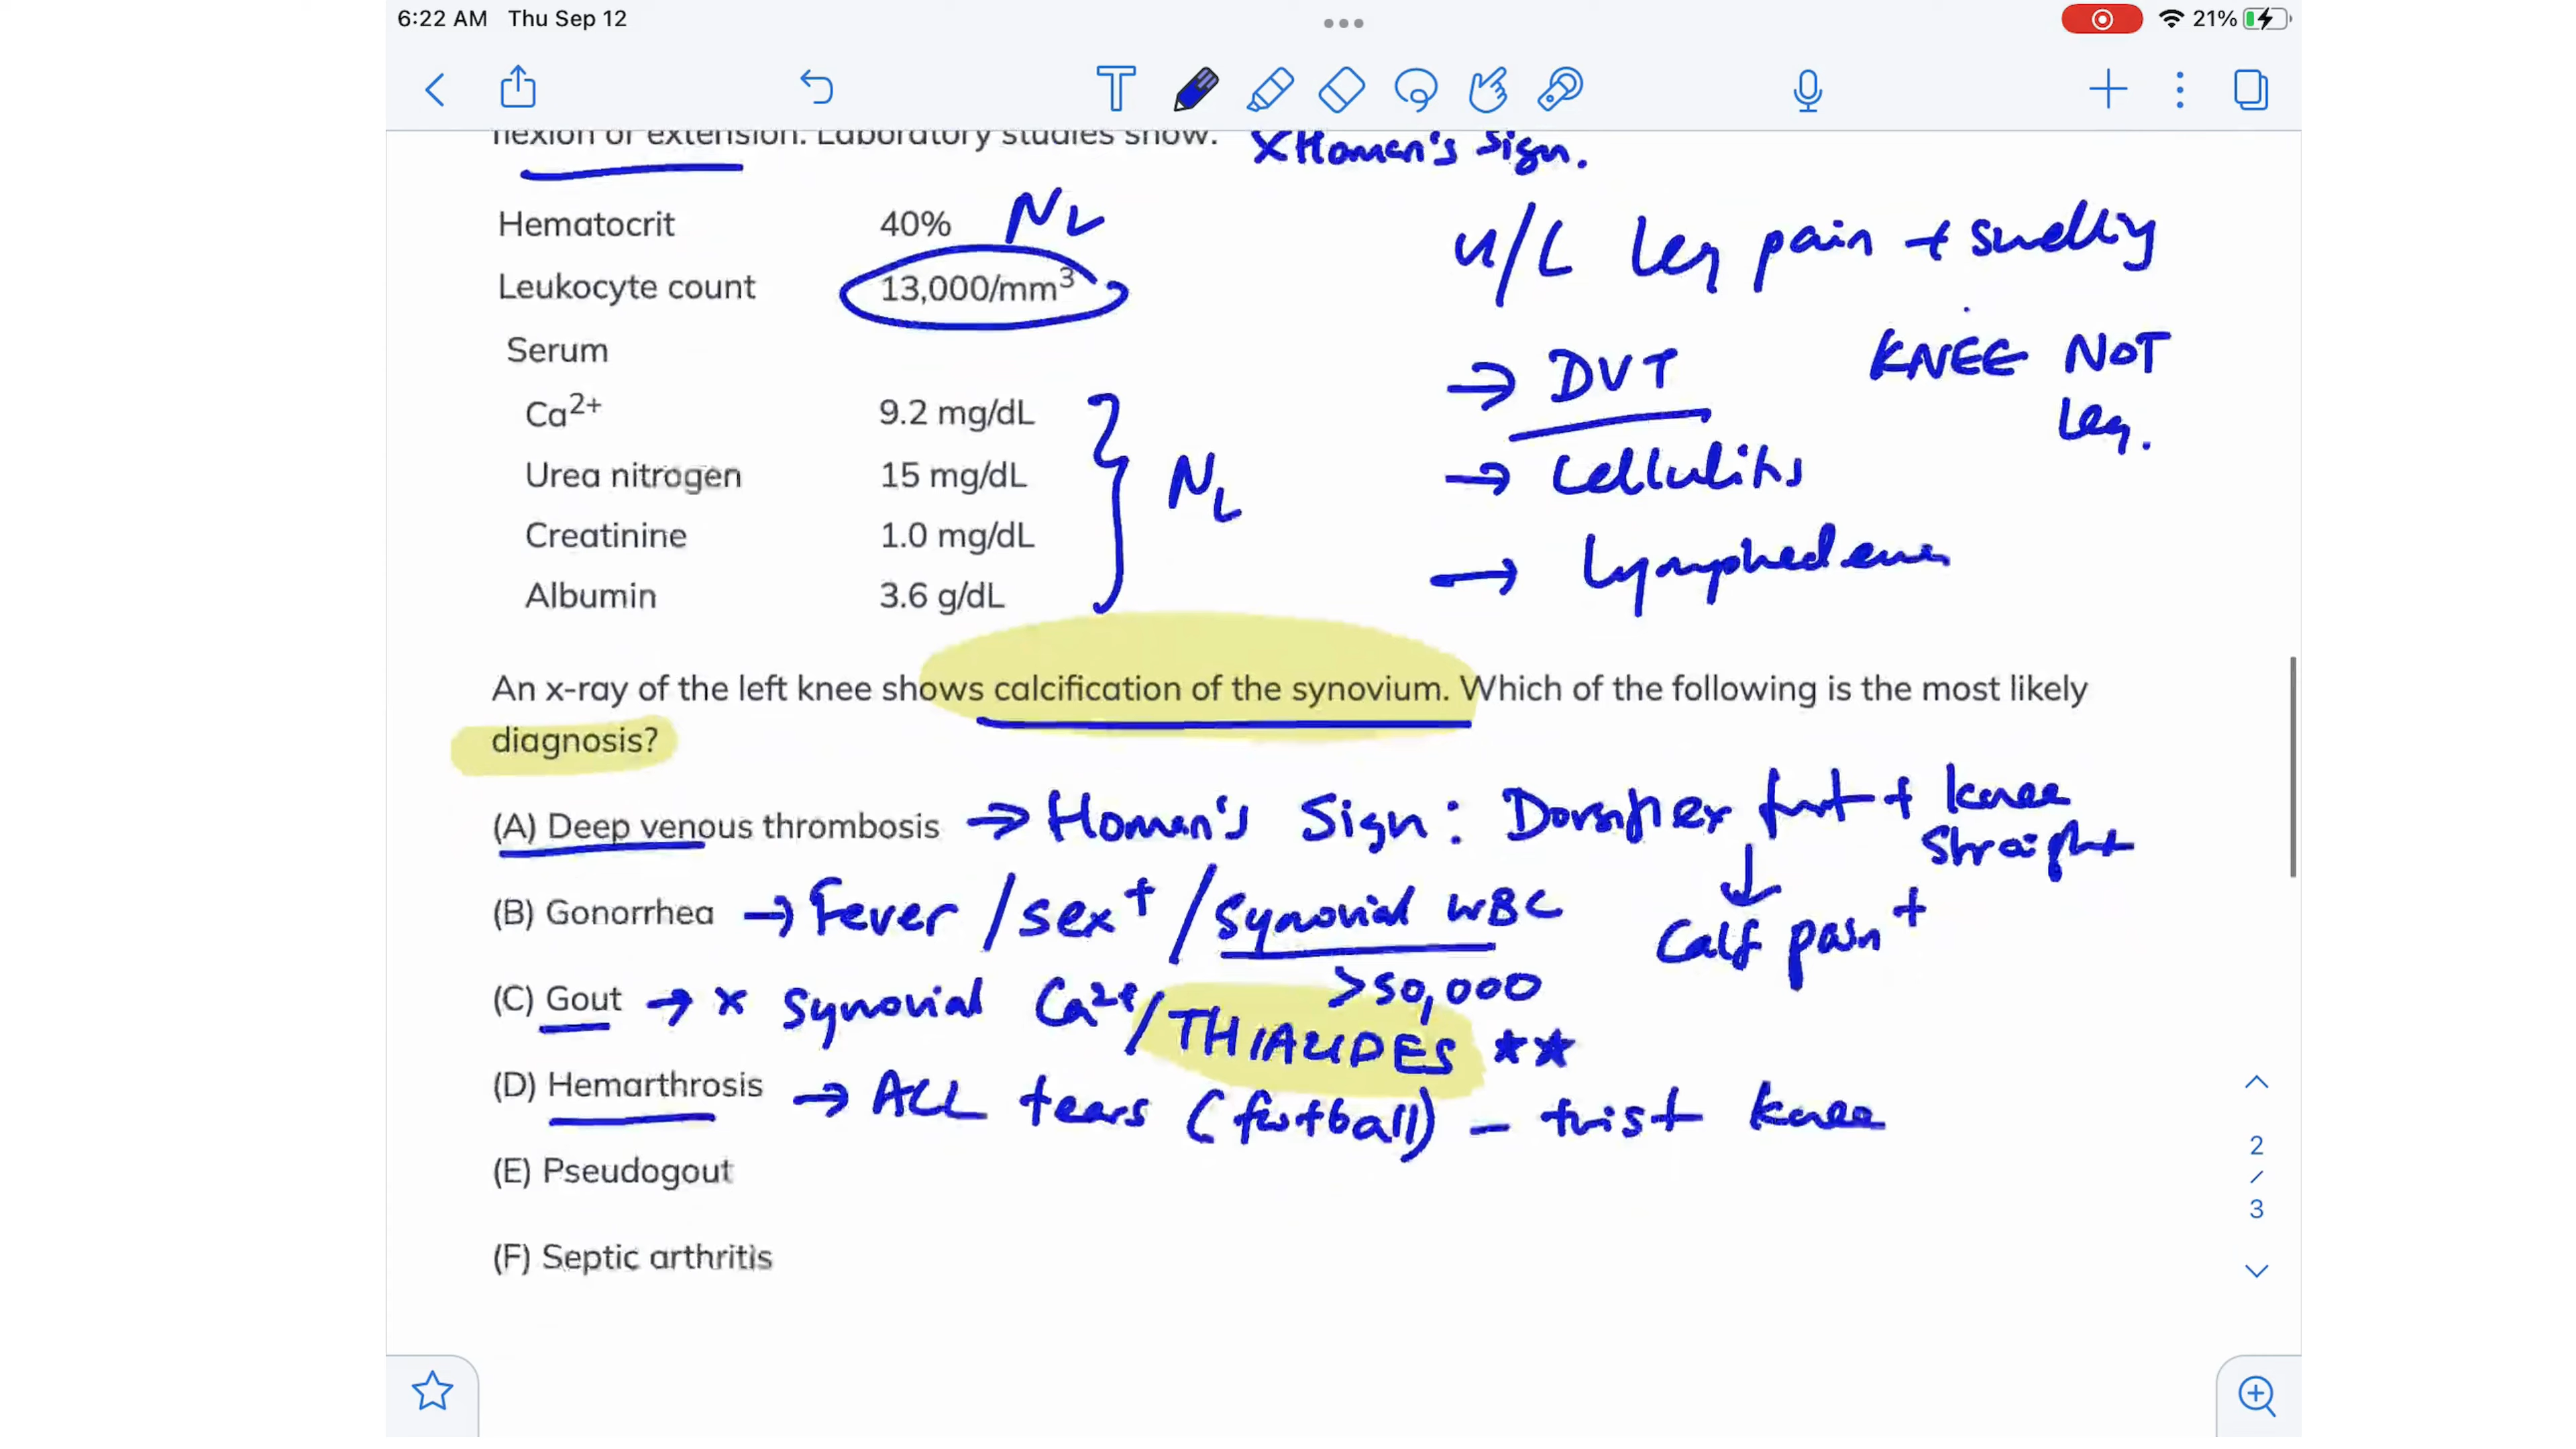 6:22 AM Thu Sep 12
21%
flexion or extension. Laboratory studies show: x Homan's Sign.
Hematocrit 40% NL
Leukocyte count 13,000/mm³
u/L leg pain + swelling
Serum
KNEE NOT leg.
Ca2+ 9.2 mg/dL
→ DVT
Urea nitrogen 15 mg/dL
NL
→ Cellulitis
Creatinine 1.0 mg/dL
→ Lymphedema
Albumin 3.6 g/dL
An x-ray of the left knee shows calcification of the synovium. Which of the following is the most likely
diagnosis?
(A) Deep venous thrombosis → Homan's Sign: Dorsiflex foot + knee straight
↓
Calf pain +
(B) Gonorrhea → Fever / sex+ / Synovial WBC
>50,000
(C) Gout → x Synovial Ca2+ / THIAZIDES ★★
(D) Hemarthrosis → ACL tears (football) - twist knee
(E) Pseudogout
(F) Septic arthritis
2
/
3